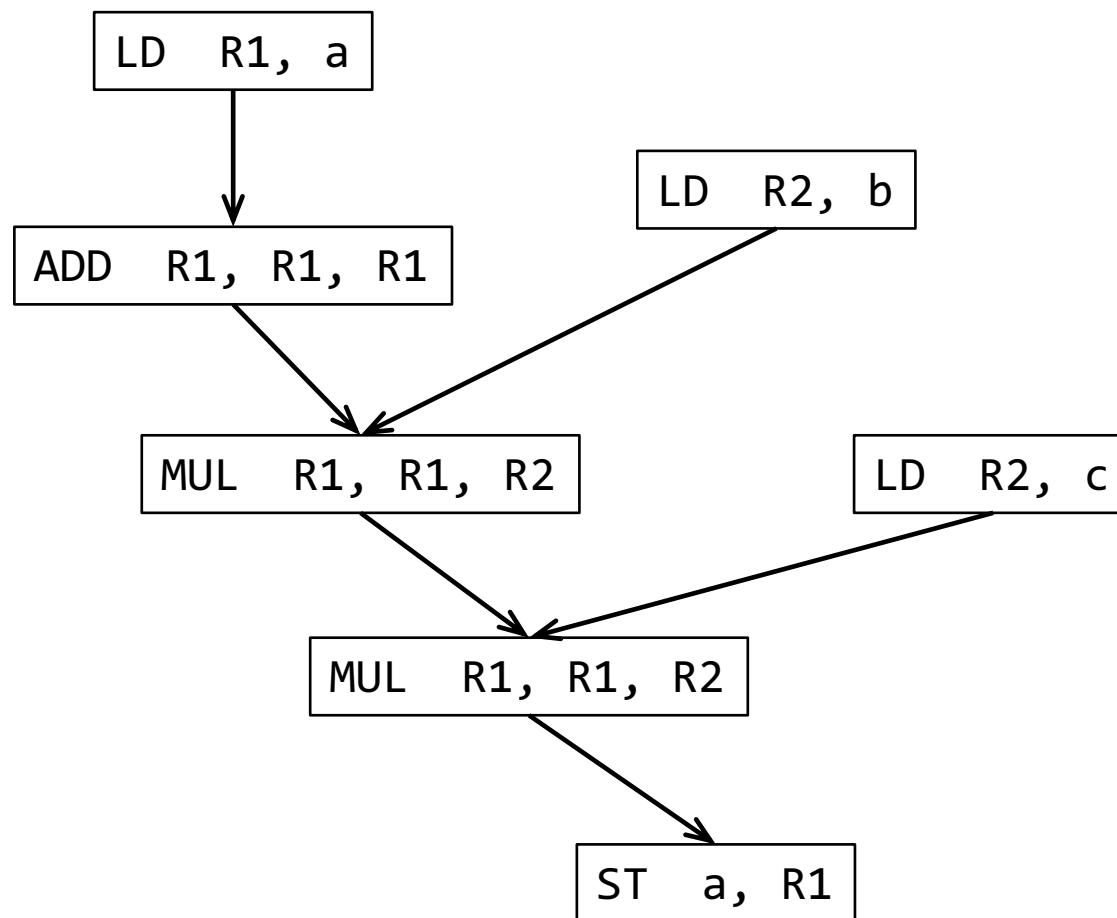 LD R1, a
LD R2, b
ADD R1, R1, R1
MUL R1, R1, R2
LD R2, c
MUL R1, R1, R2
ST a, R1